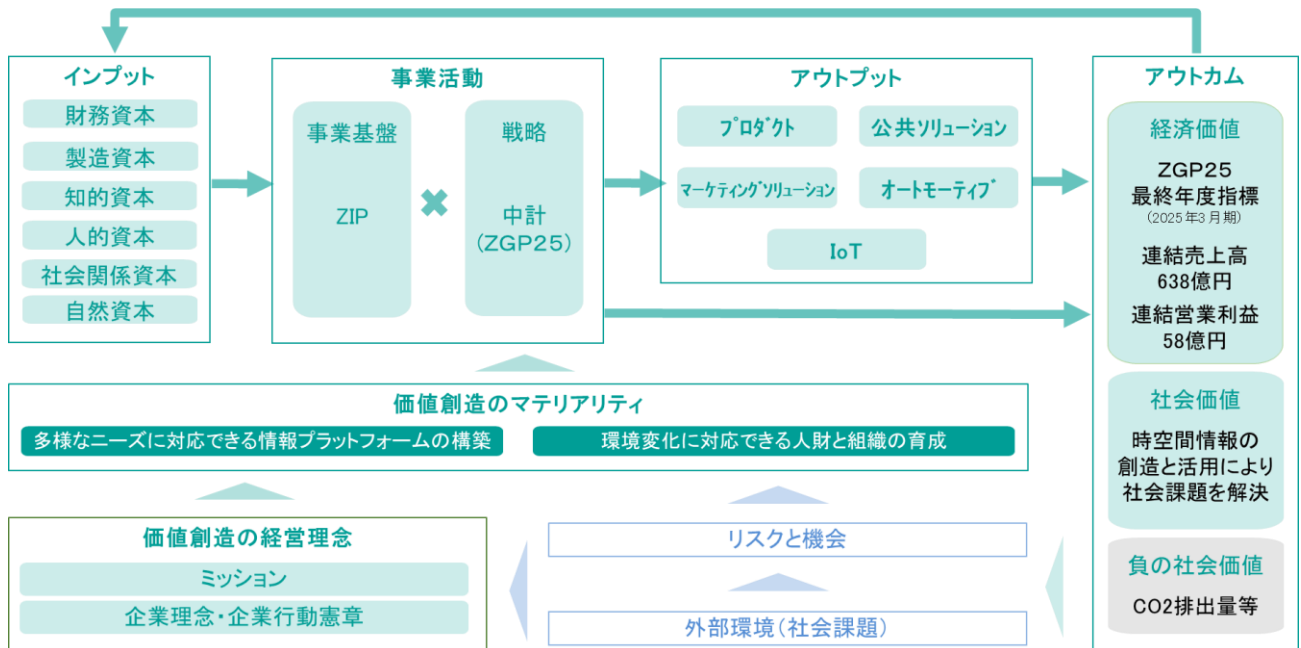 インプット
財務資本
製造資本
知的資本
人的資本
社会関係資本
自然資本
事業活動
事業基盤
ZIP
×
戦略
中計
(ZGP25)
アウトプット
プロダクト
公共ソリューション
マーケティングソリューション
オートモーティブ
IoT
アウトカム
経済価値
ZGP25
最終年度指標
(2025年3月期)
連結売上高
638億円
連結営業利益
58億円
社会価値
時空間情報の
創造と活用により
社会課題を解決
負の社会価値
CO2排出量等
価値創造のマテリアリティ
多様なニーズに対応できる情報プラットフォームの構築
環境変化に対応できる人財と組織の育成
価値創造の経営理念
ミッション
企業理念・企業行動憲章
リスクと機会
外部環境(社会課題)